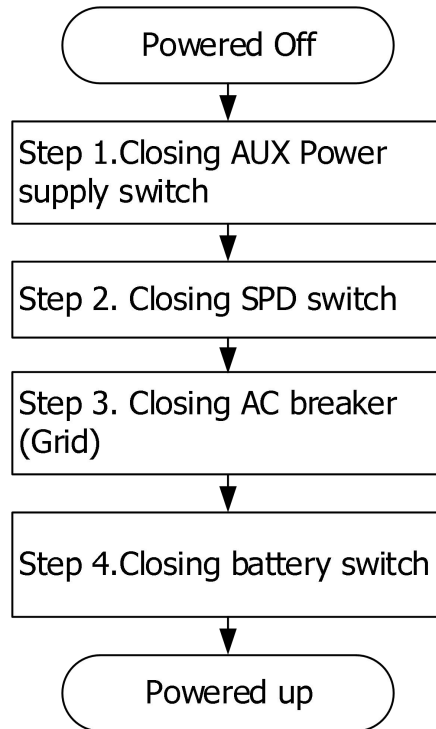 Powered Off
Step 1.Closing AUX Power
supply switch
Step 2. Closing SPD switch
Step 3. Closing AC breaker
(Grid)
Step 4.Closing battery switch
Powered up